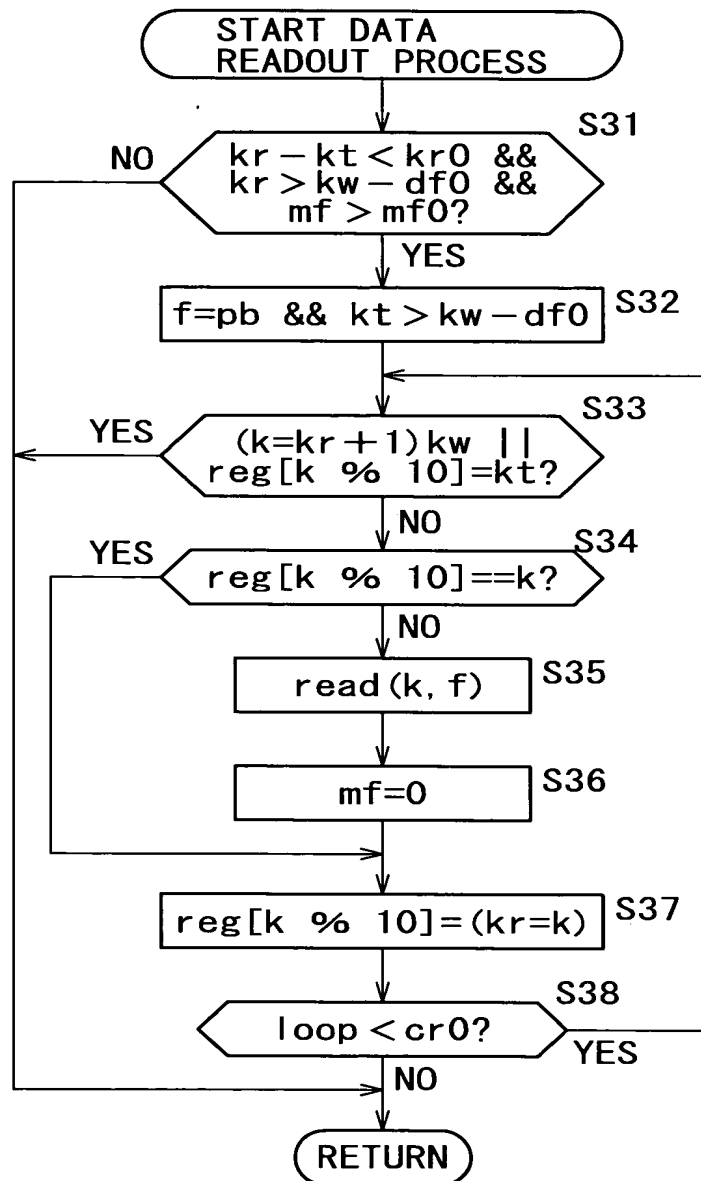 START DATA
READOUT PROCESS
S31
NO
kr-kt<kr0 &&
kr>kw-df0 &&
mf>mf0?
YES
f=pb && kt>kw-df0
S32
S33
YES
(k=kr+1)kw ||
reg[k % 10]=kt?
NO
YES
S34
reg[k % 10]==k?
NO
read(k,f)
S35
mf=0
S36
reg[k % 10]=(kr=k)
S37
S38
loop<cr0?
YES
NO
RETURN